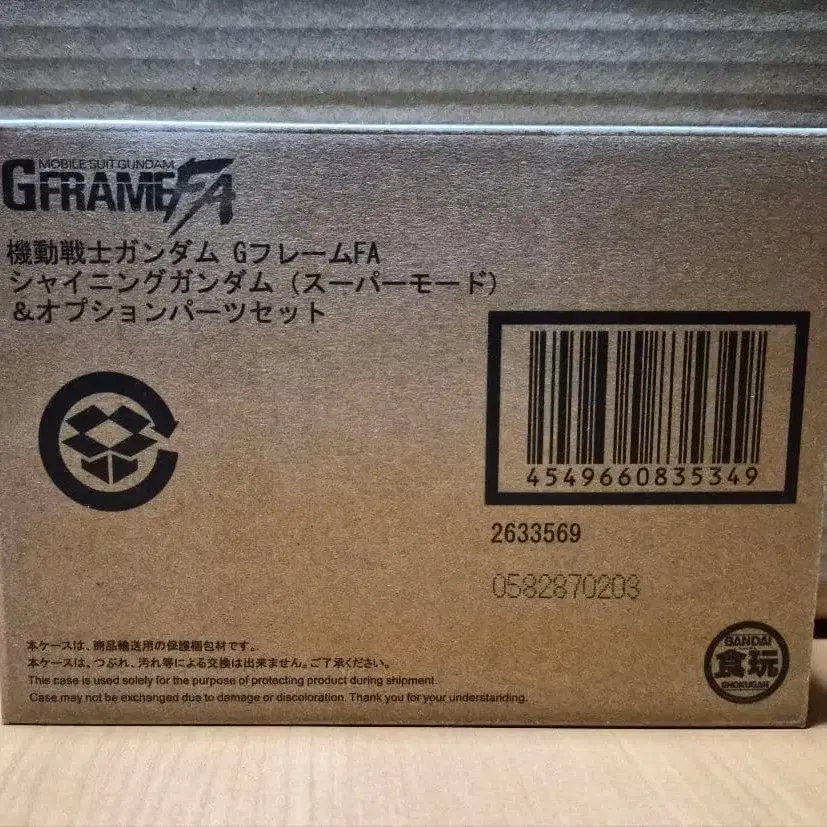 MOBILE SUIT GUNDAM
GFRAMEFA
機動戦士ガンダム GフレームFA
シャイニングガンダム（スーパーモード）
&オプションパーツセット
4549660835349
2633569
0582870203
本ケースは、商品輸送用の保護梱包材です。
本ケースは、つぶれ、汚れ等による交換は出来ません。ご了承ください。
This case is used solely for the purpose of protecting product during shipment.
Case may not be exchanged due to damage or discoloration. Thank you for your understanding.
BANDAI
食玩
SHOKUGAN